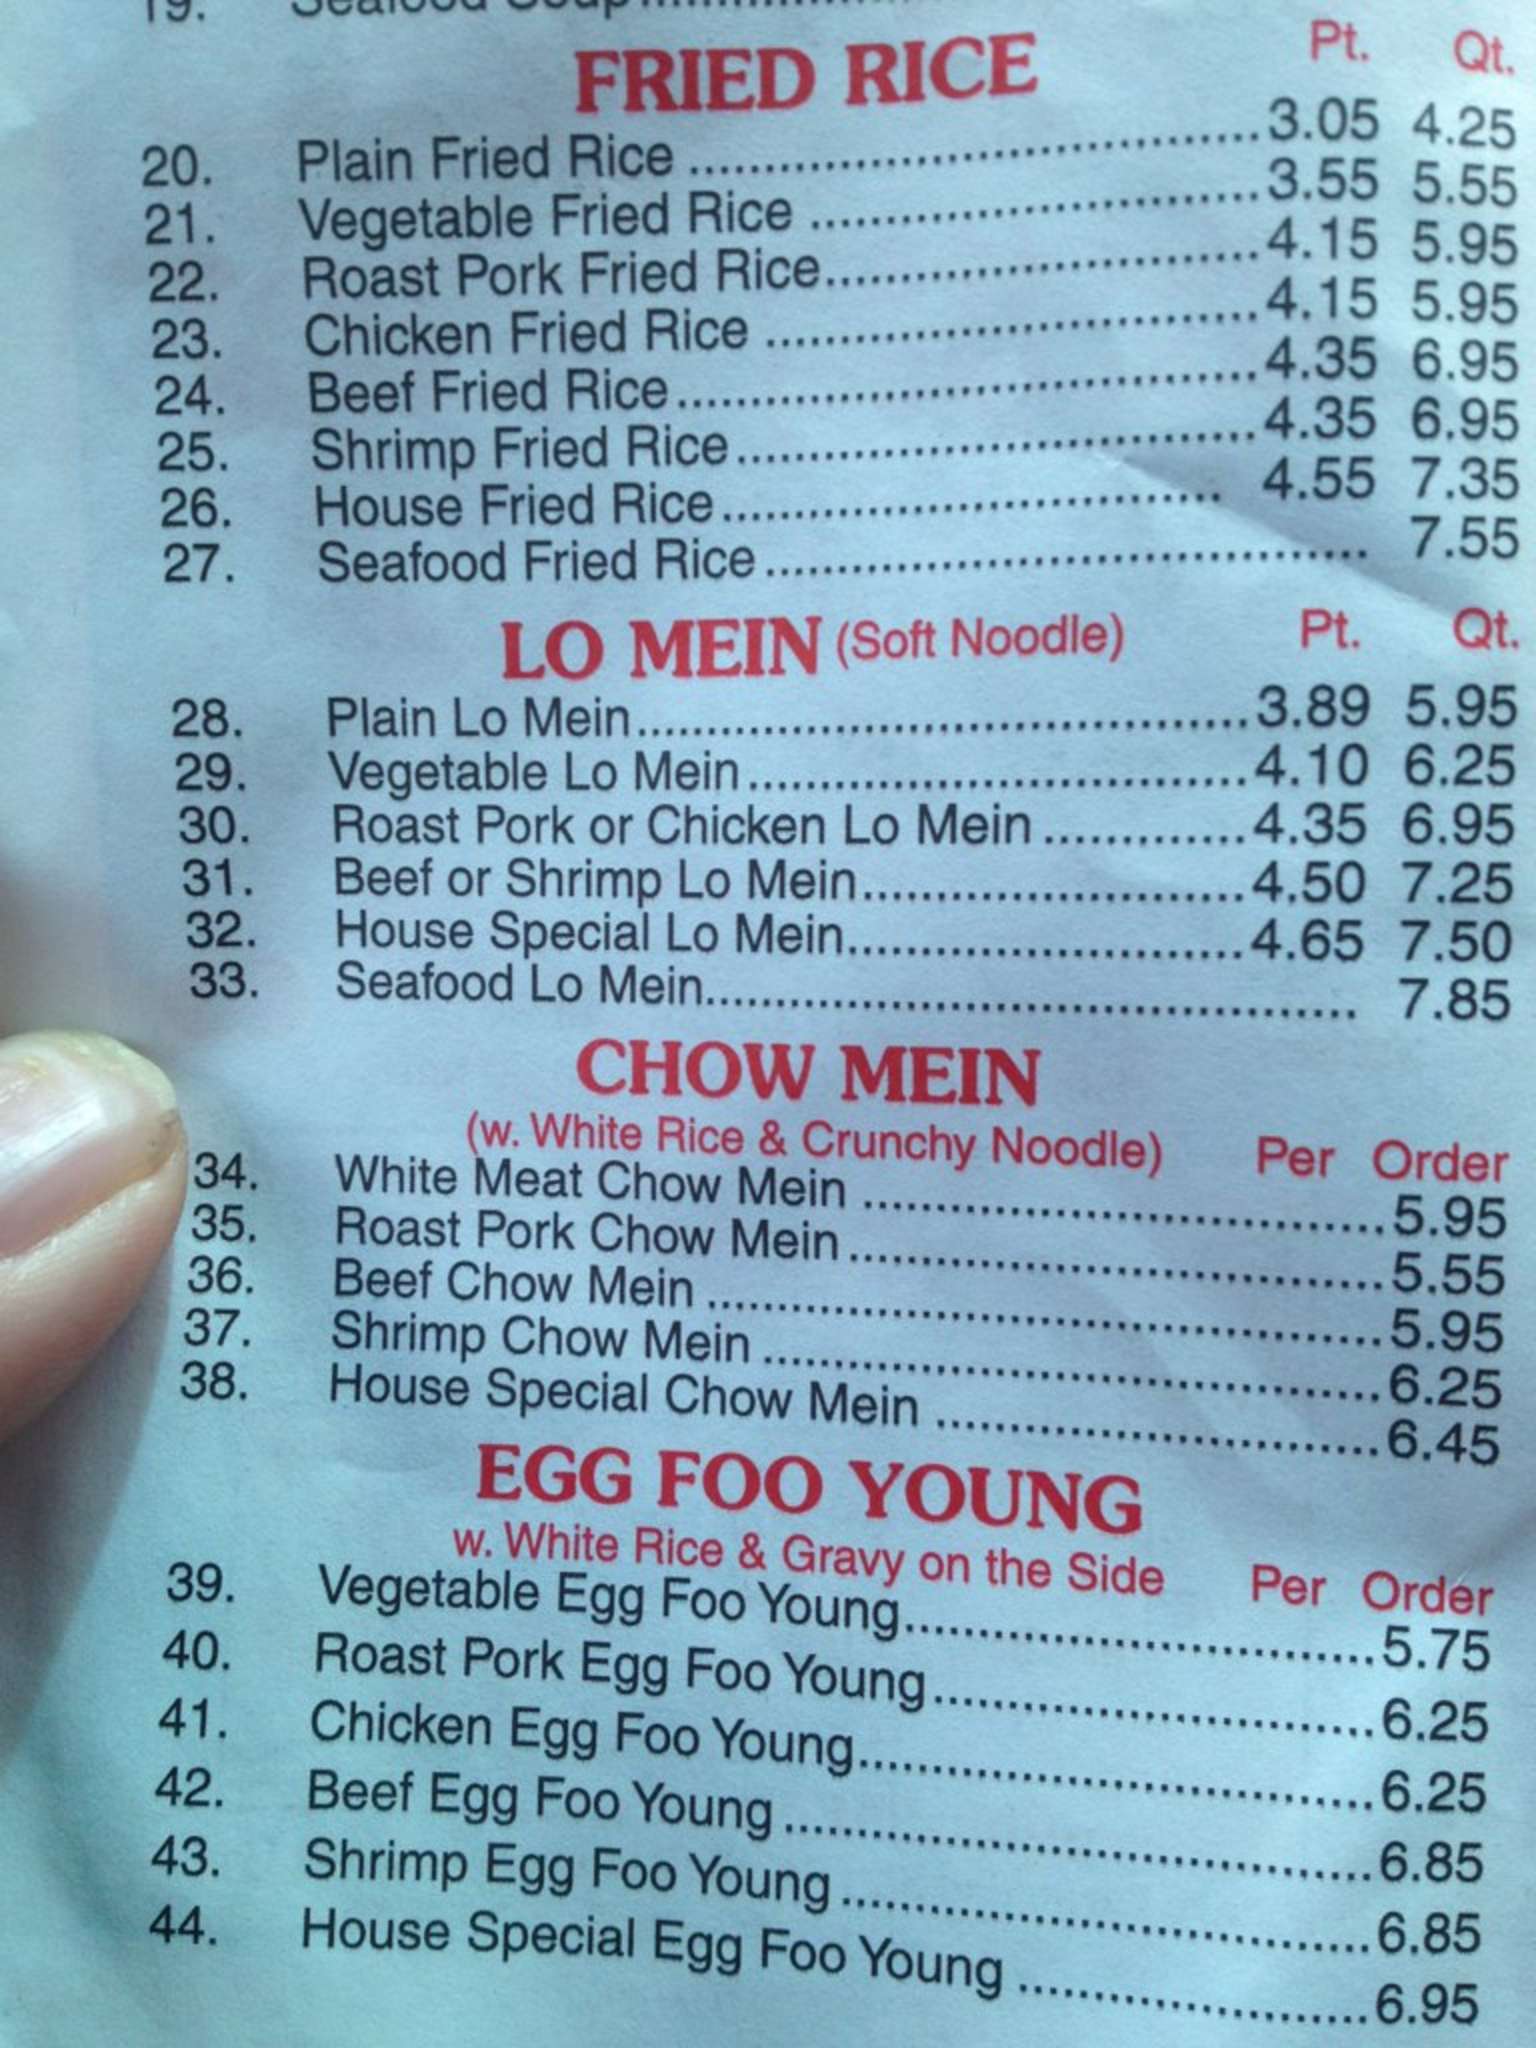 19. Seafood Soup
FRIED RICE Pt. Qt.
20. Plain Fried Rice ........................................ 3.05 4.25
21. Vegetable Fried Rice ............................... 3.55 5.55
22. Roast Pork Fried Rice.............................. 4.15 5.95
23. Chicken Fried Rice .................................. 4.15 5.95
24. Beef Fried Rice........................................ 4.35 6.95
25. Shrimp Fried Rice.................................... 4.35 6.95
26. House Fried Rice................................... 4.55 7.35
27. Seafood Fried Rice.......................................... 7.55
LO MEIN (Soft Noodle) Pt. Qt.
28. Plain Lo Mein........................................... 3.89 5.95
29. Vegetable Lo Mein................................... 4.10 6.25
30. Roast Pork or Chicken Lo Mein .............. 4.35 6.95
31. Beef or Shrimp Lo Mein........................... 4.50 7.25
32. House Special Lo Mein............................ 4.65 7.50
33. Seafood Lo Mein............................................... 7.85
CHOW MEIN
(w. White Rice & Crunchy Noodle) Per Order
34. White Meat Chow Mein ..................................... 5.95
35. Roast Pork Chow Mein ...................................... 5.55
36. Beef Chow Mein ................................................ 5.95
37. Shrimp Chow Mein ............................................ 6.25
38. House Special Chow Mein ................................ 6.45
EGG FOO YOUNG
w. White Rice & Gravy on the Side Per Order
39. Vegetable Egg Foo Young................................. 5.75
40. Roast Pork Egg Foo Young............................... 6.25
41. Chicken Egg Foo Young.................................... 6.25
42. Beef Egg Foo Young ......................................... 6.85
43. Shrimp Egg Foo Young ..................................... 6.85
44. House Special Egg Foo Young ......................... 6.95